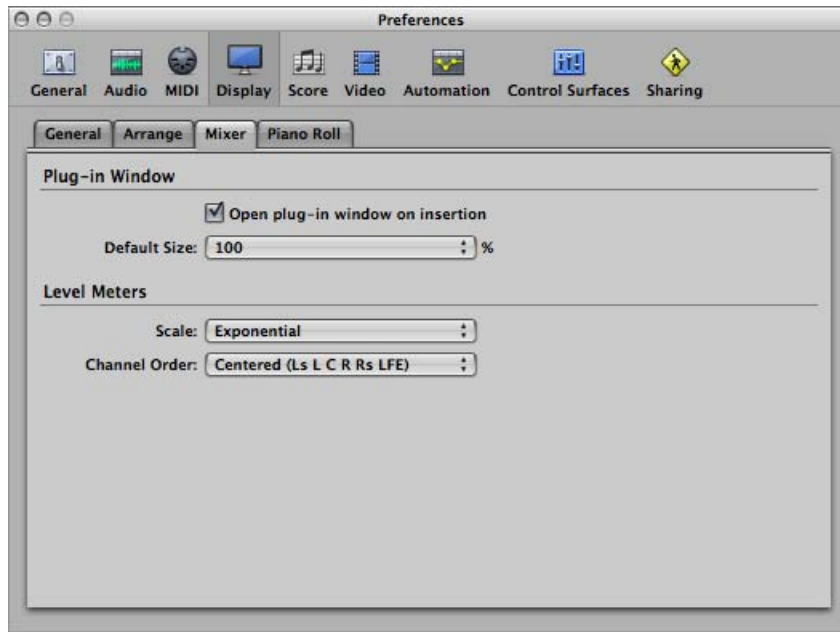 Preferences
General Audio MIDI Display Score Video Automation Control Surfaces Sharing
General Arrange Mixer Piano Roll
Plug-in Window
Open plug-in window on insertion
Default Size: 100 %
Level Meters
Scale: Exponential
Channel Order: Centered (Ls L C R Rs LFE)